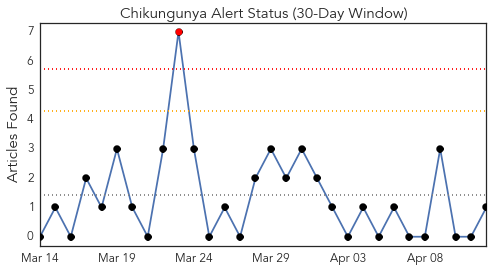 Chikungunya Alert Status (30-Day Window)
Articles Found
7
6
5
4
3
2
1
0
Mar 14 Mar 19 Mar 24 Mar 29 Apr 03 Apr 08